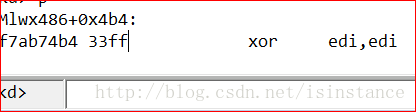 Mlwx486+0x4b4:
f7ab74b4 33ff xor edi,edi
kd> http://blog.csdn.net/isinstance